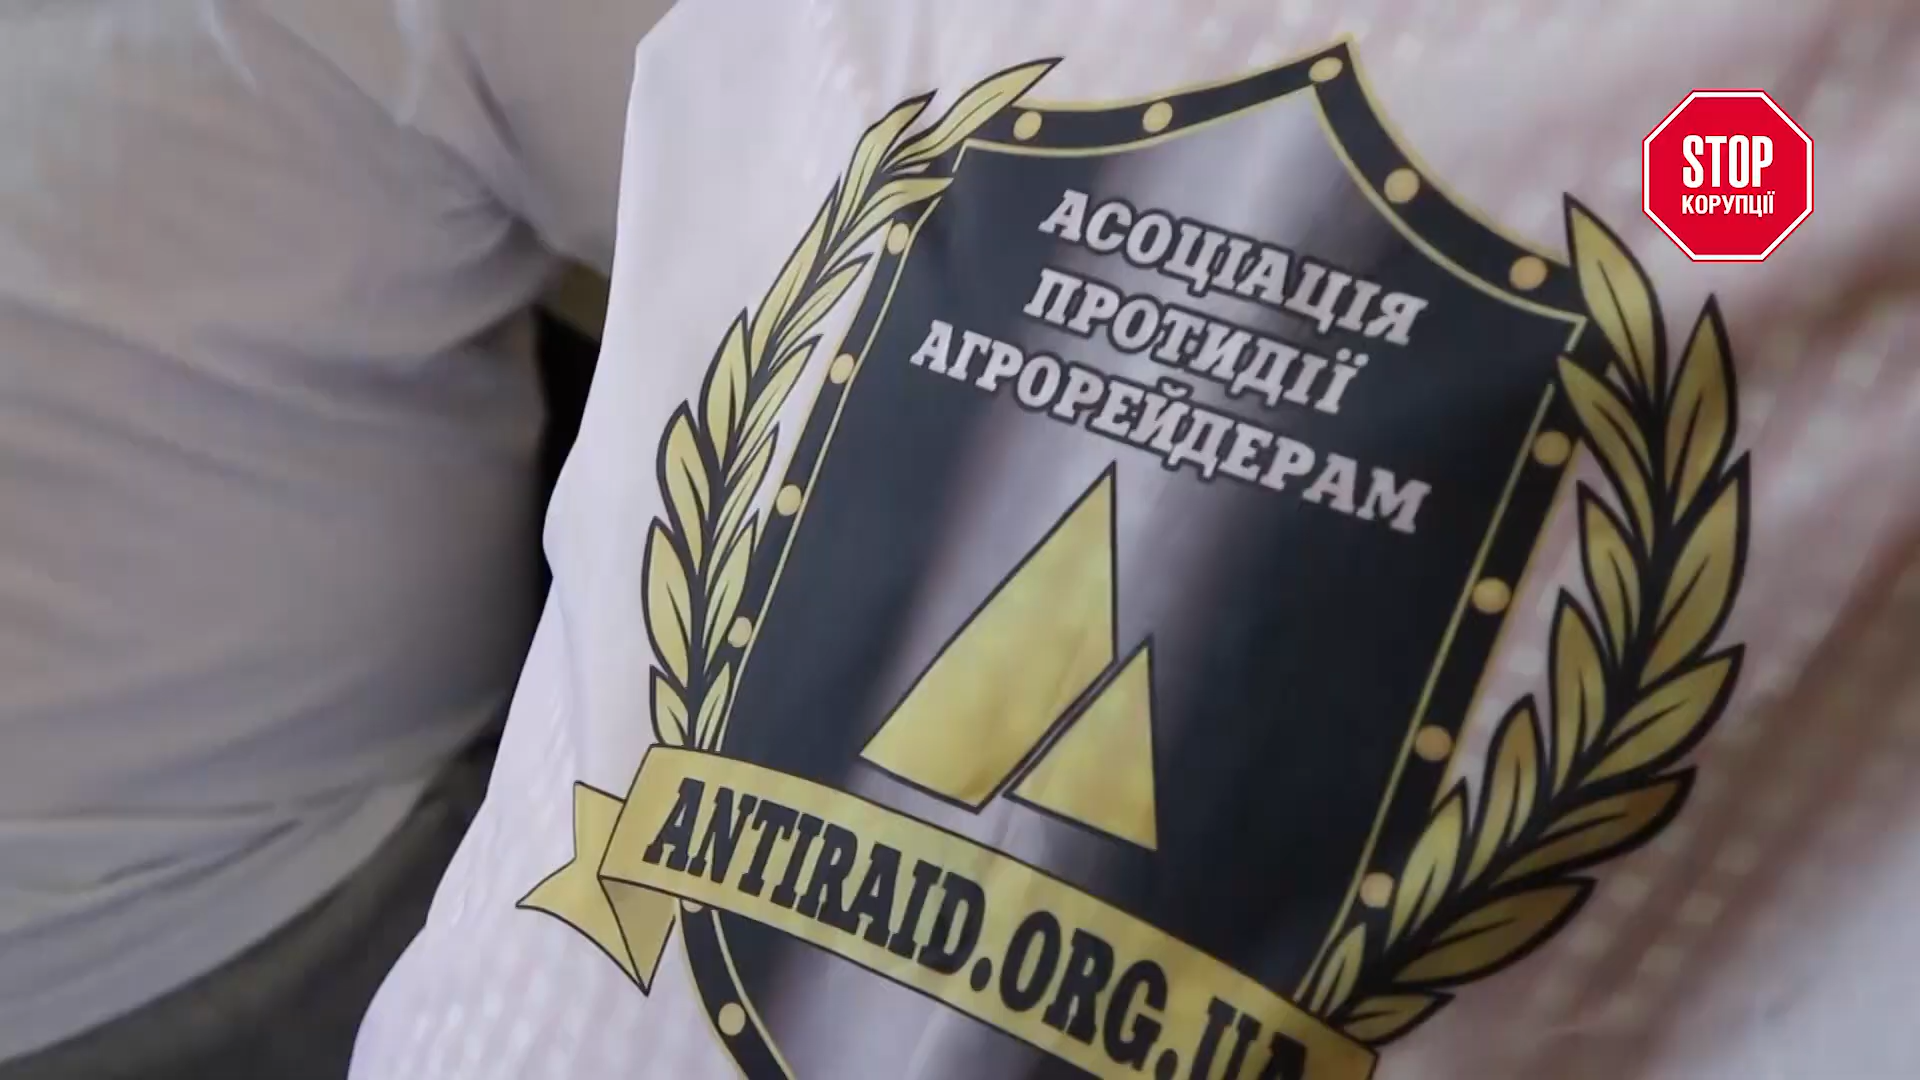 АСОЦІАЦІЯ
ПРОТИДІЇ
АГРОРЕЙДЕРАМ
ANTIRAID.ORG.UA
STOP
КОРУПЦІЇ